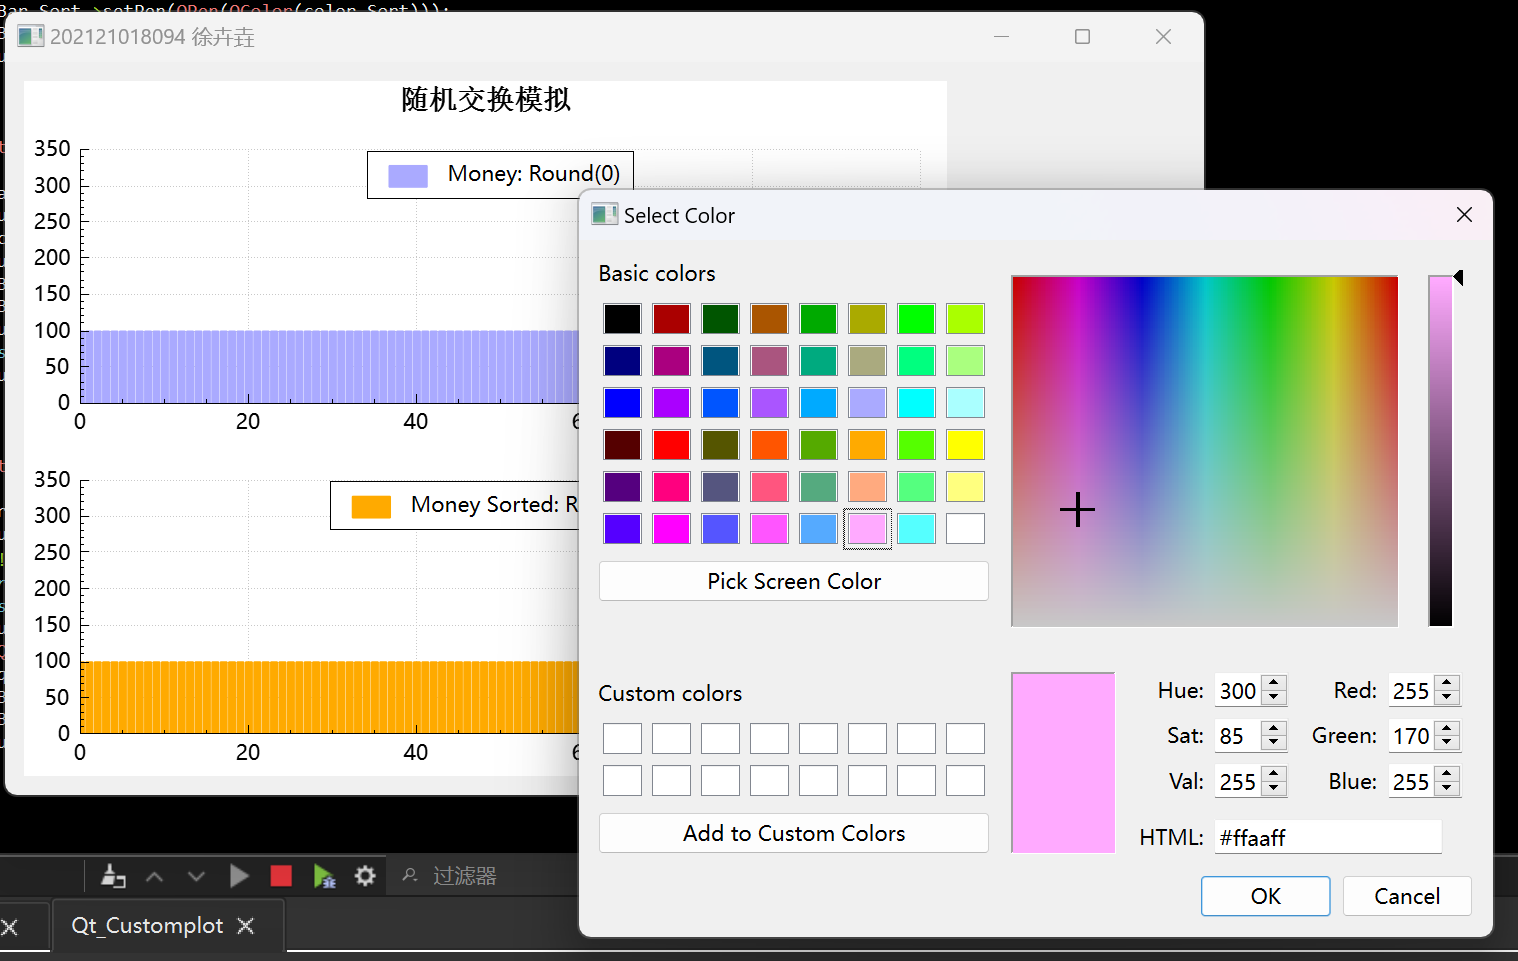 Bar_Sort->setPen(QPen(QColor(color_Sort)));
202121018094 徐卉壵
随机交换模拟
350
300
250
200
150
100
50
0
0 20 40 6
Money: Round(0)
350
300
250
200
150
100
50
0
0 20 40 6
Money Sorted: R
Select Color
Basic colors
Pick Screen Color
Custom colors
Add to Custom Colors
Hue: 300 Red: 255
Sat: 85 Green: 170
Val: 255 Blue: 255
HTML: #ffaaff
OK Cancel
过滤器
Qt_Customplot